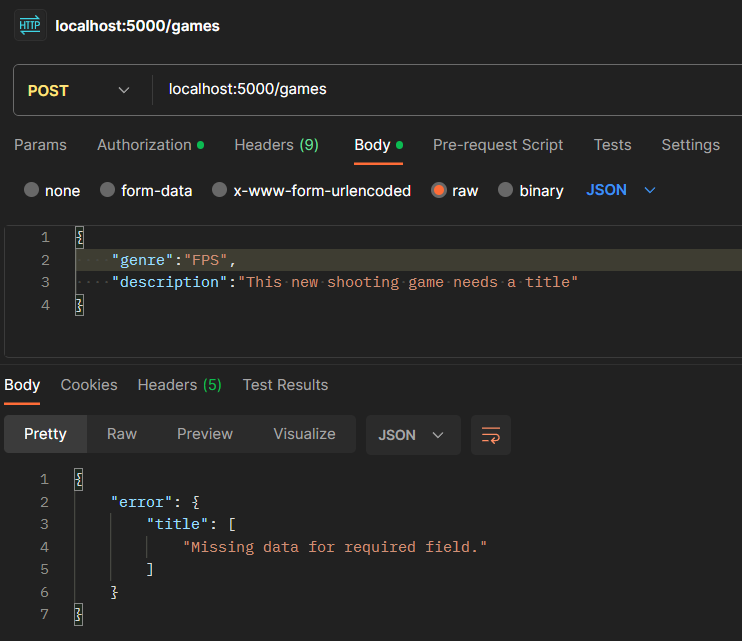 HTTP localhost:5000/games
POST localhost:5000/games
Params Authorization Headers (9) Body Pre-request Script Tests Settings
none form-data x-www-form-urlencoded raw binary JSON
1 {
2 "genre":"FPS",
3 "description":"This new shooting game needs a title"
4 }
Body Cookies Headers (5) Test Results
Pretty Raw Preview Visualize JSON
1 {
2 "error": {
3 "title": [
4 "Missing data for required field."
5 ]
6 }
7 }